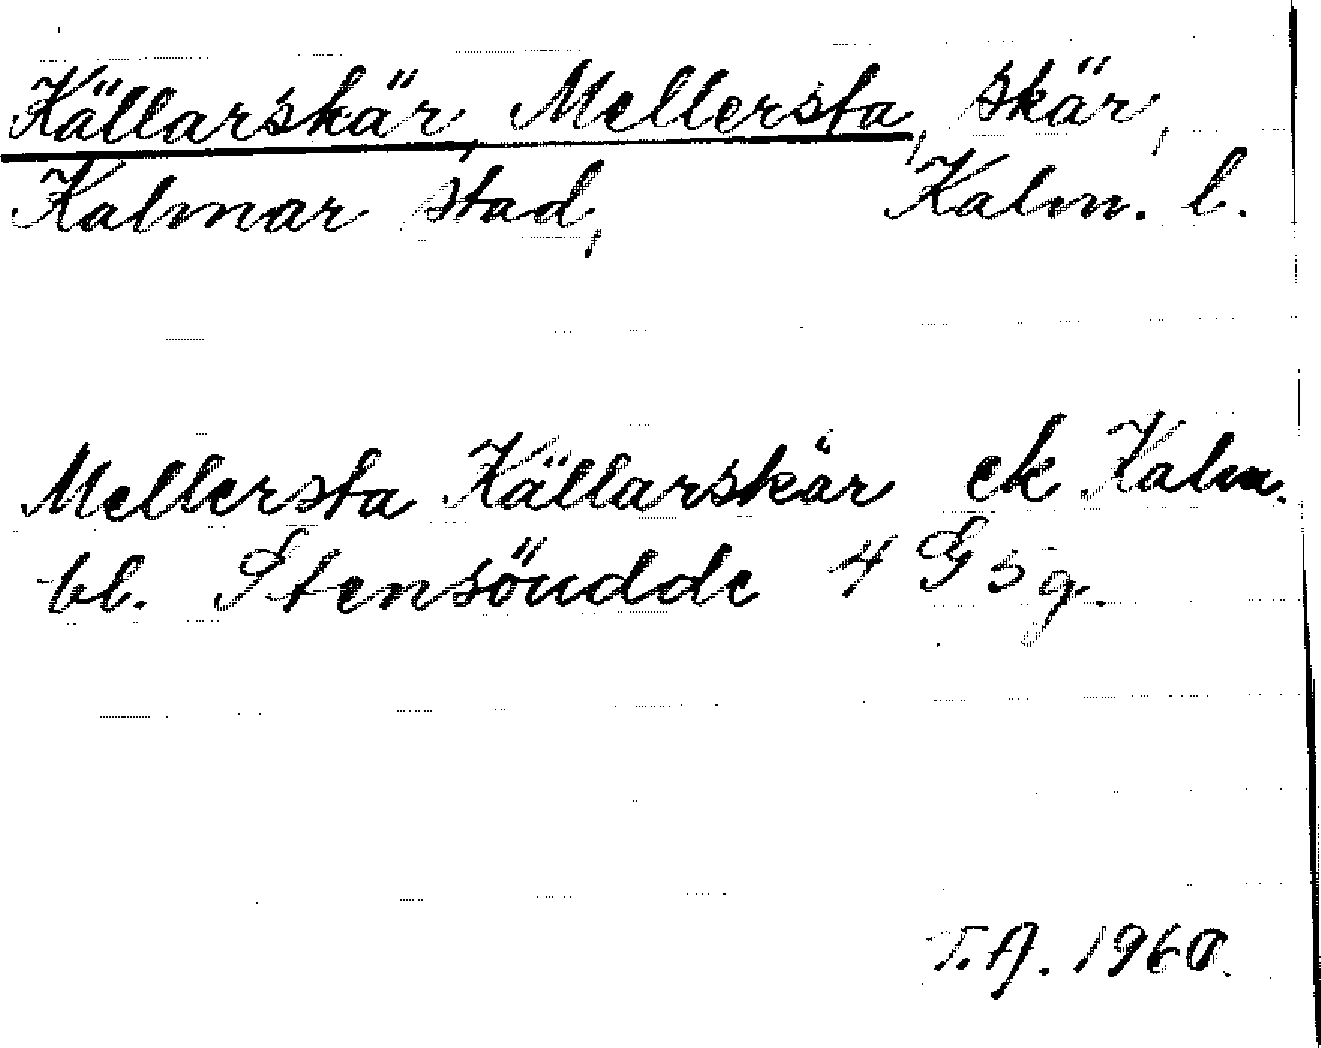 Källarskär, Mellersta, skär,
Kalmar stad, Kalm. l.
Mellersta Källarskär ek Kalm.
bl. Stensöudde 4 G 5 g.
T.A. 1960.